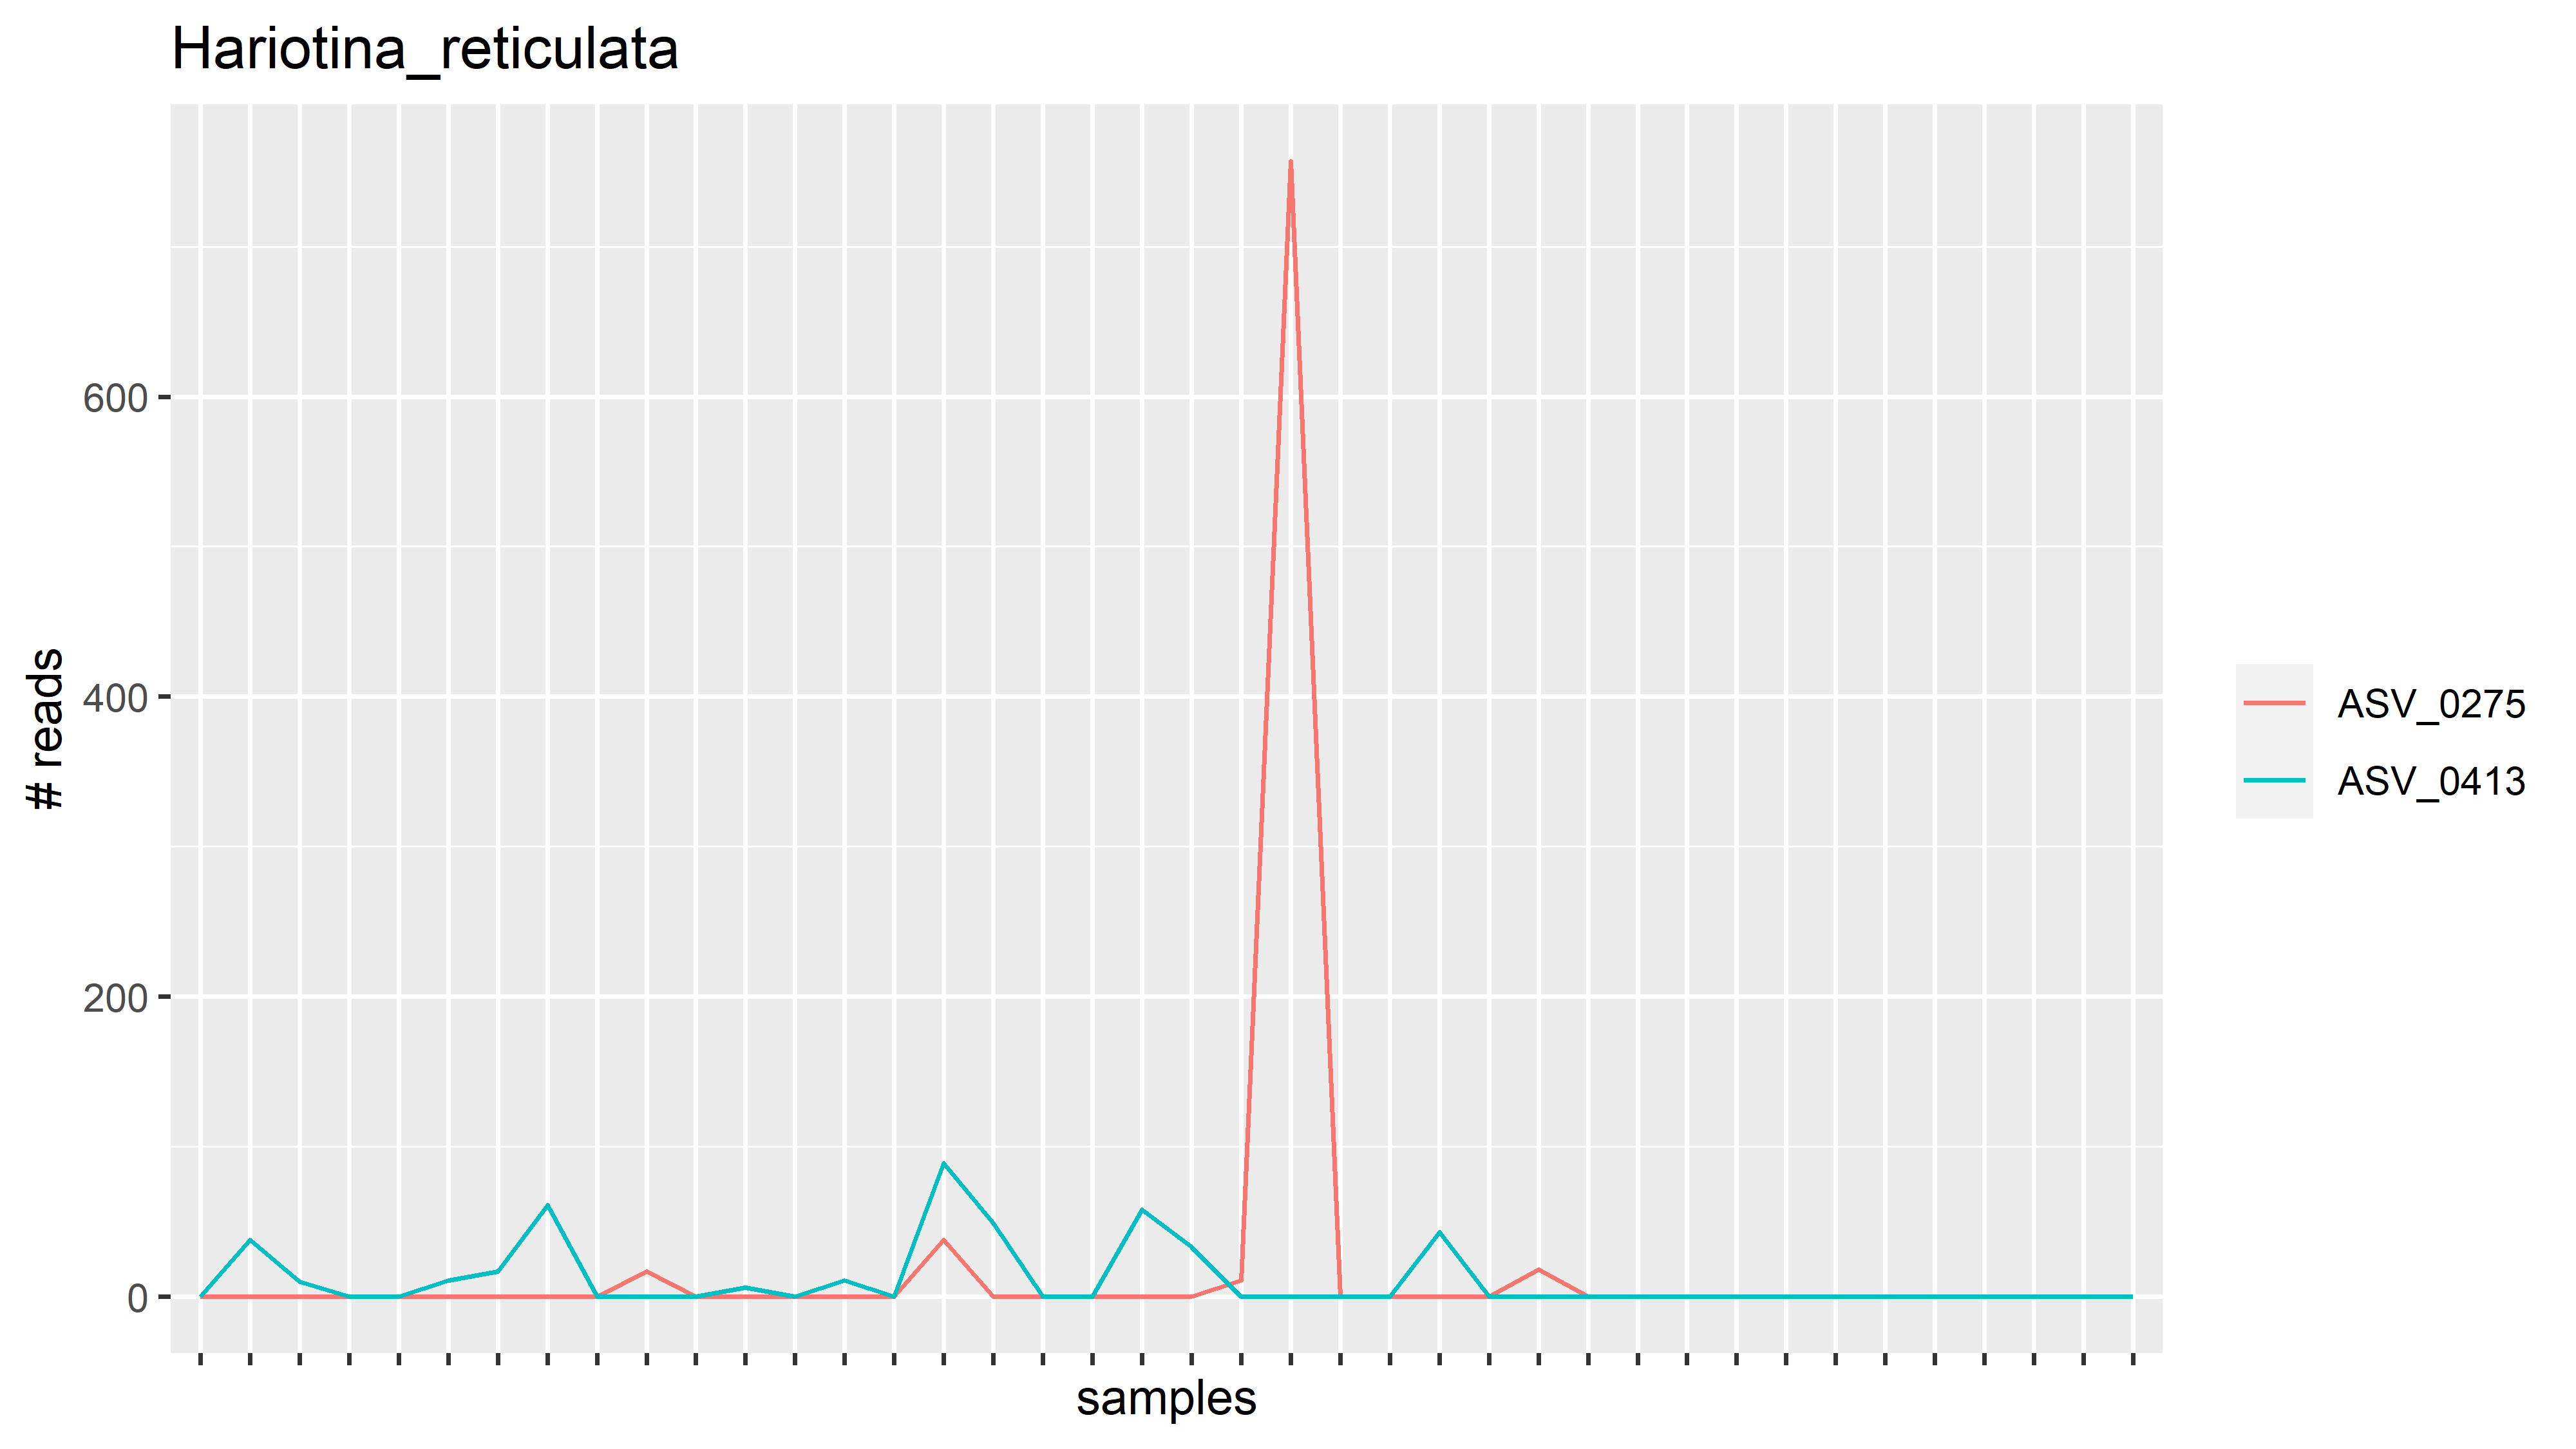 Hariotina_reticulata
# reads
600
400
200
0
samples
ASV_0275
ASV_0413